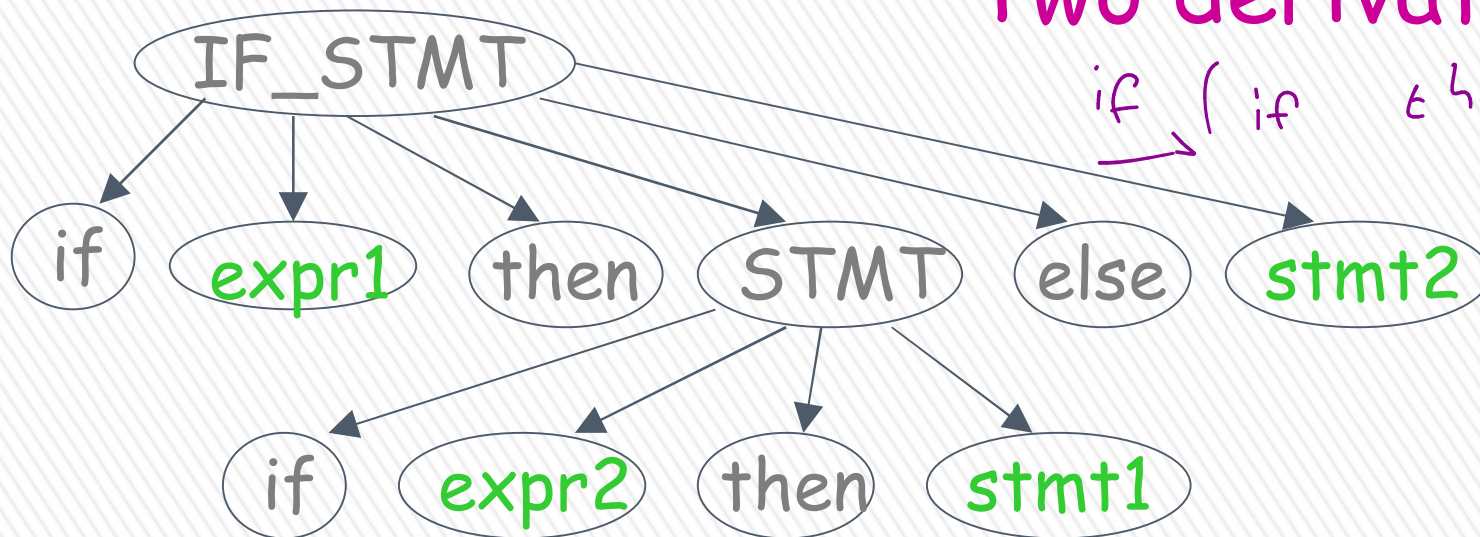 Two derivat
IF_STMT
if ( if th
if expr1 then STMT else stmt2
if expr2 then stmt1